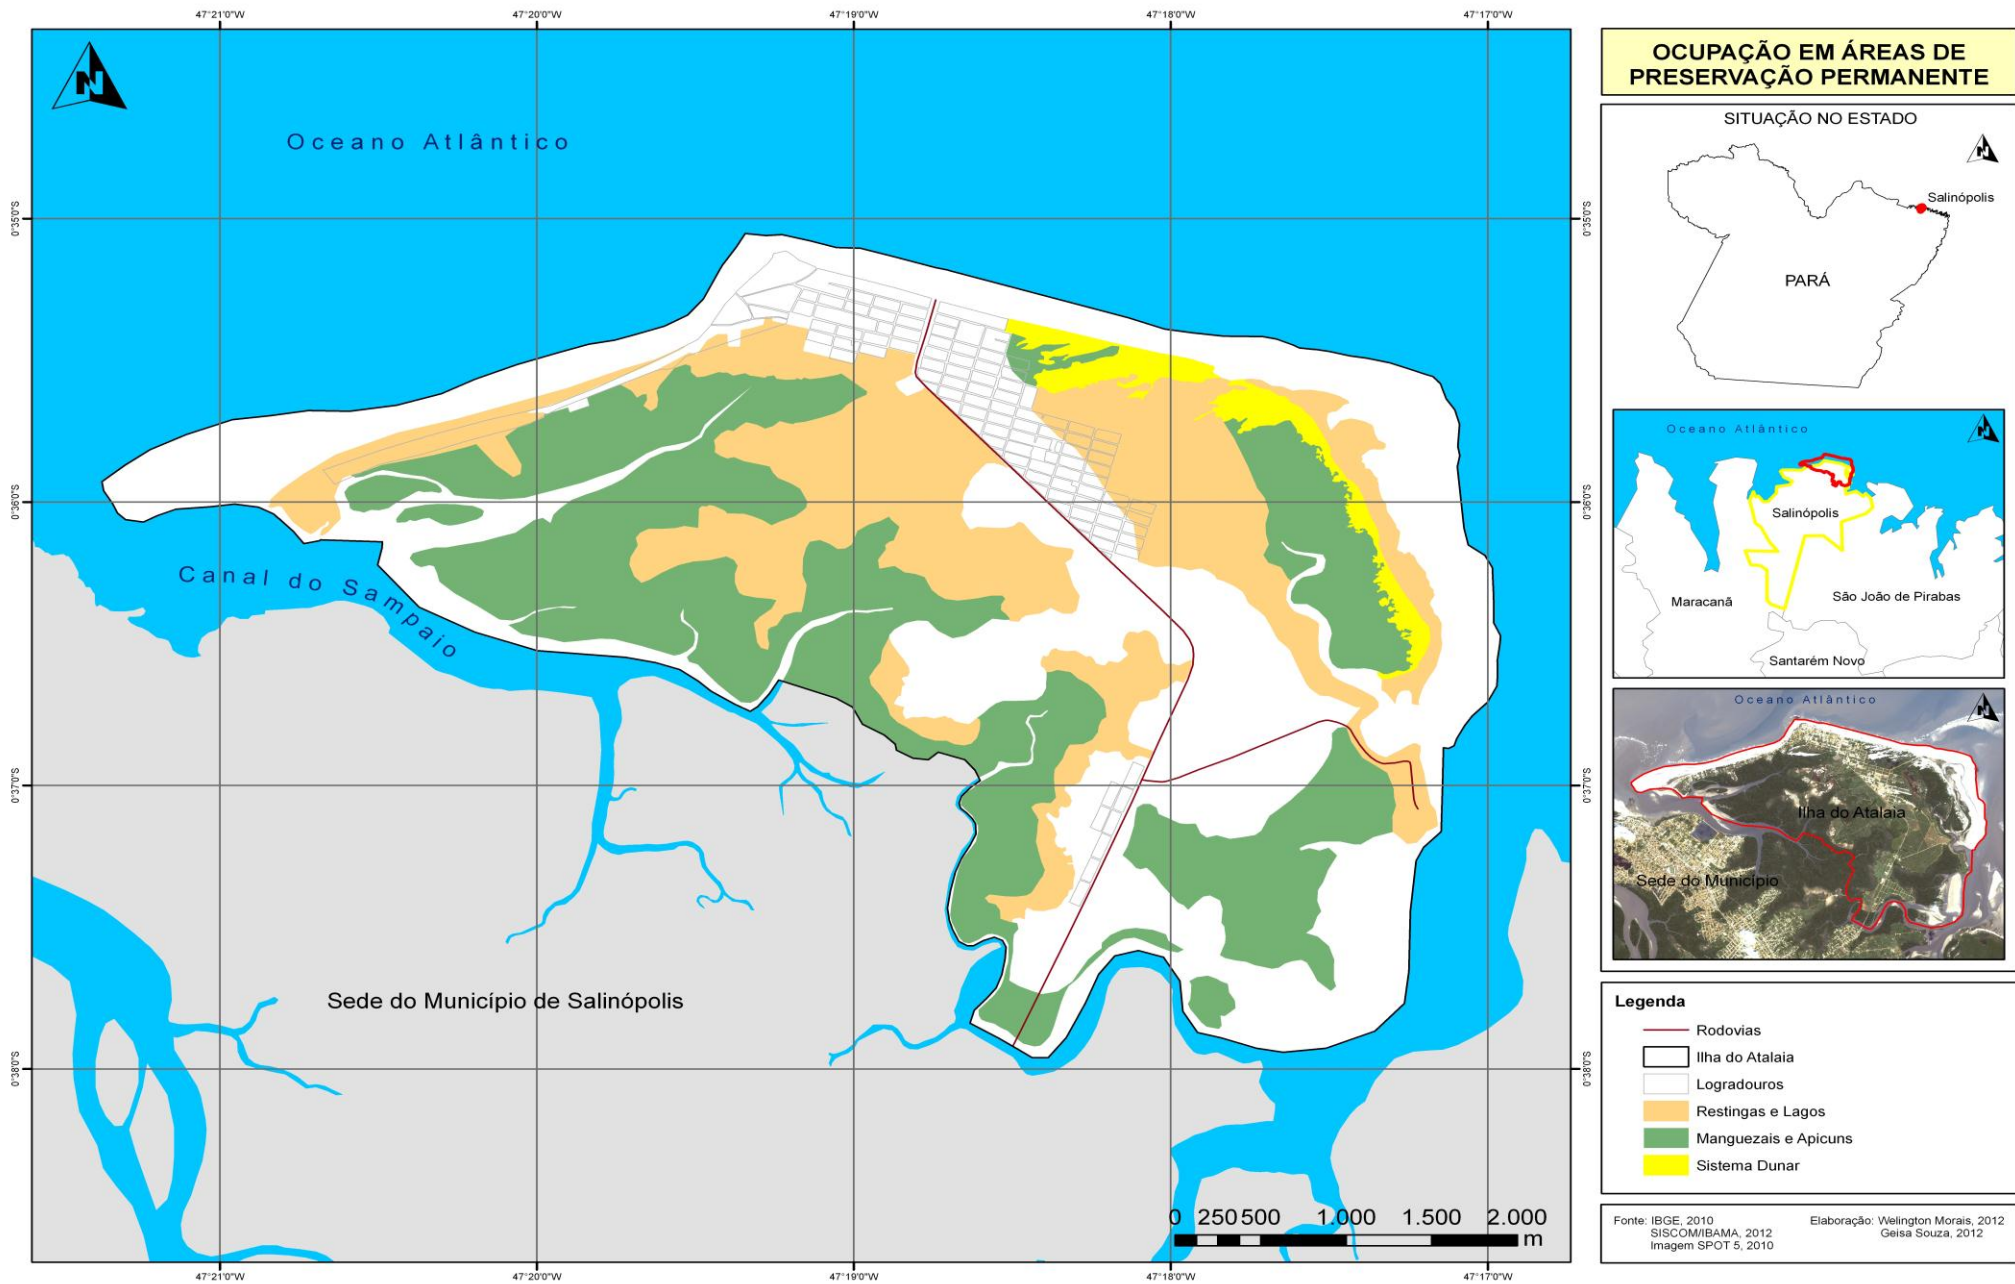 47°21'0"W
47°20'0"W
47°19'0"W
47°18'0"W
47°17'0"W
N
Oceano Atlântico
0°35'0"S
0°35'0"S
0°36'0"S
0°36'0"S
Canal do Sampaio
0°37'0"S
0°37'0"S
Sede do Município de Salinópolis
0°38'0"S
0°38'0"S
0 250 500 1.000 1.500 2.000
m
47°21'0"W
47°20'0"W
47°19'0"W
47°18'0"W
47°17'0"W
OCUPAÇÃO EM ÁREAS DE
PRESERVAÇÃO PERMANENTE
SITUAÇÃO NO ESTADO
N
Salinópolis
PARÁ
Oceano Atlântico
N
Salinópolis
Maracanã
São João de Pirabas
Santarém Novo
Oceano Atlântico
N
Ilha do Atalaia
Sede do Município
Legenda
Rodovias
Ilha do Atalaia
Logradouros
Restingas e Lagos
Manguezais e Apicuns
Sistema Dunar
Fonte: IBGE, 2010
SISCOM/IBAMA, 2012
Imagem SPOT 5, 2010
Elaboração: Welington Morais, 2012
Geisa Souza, 2012